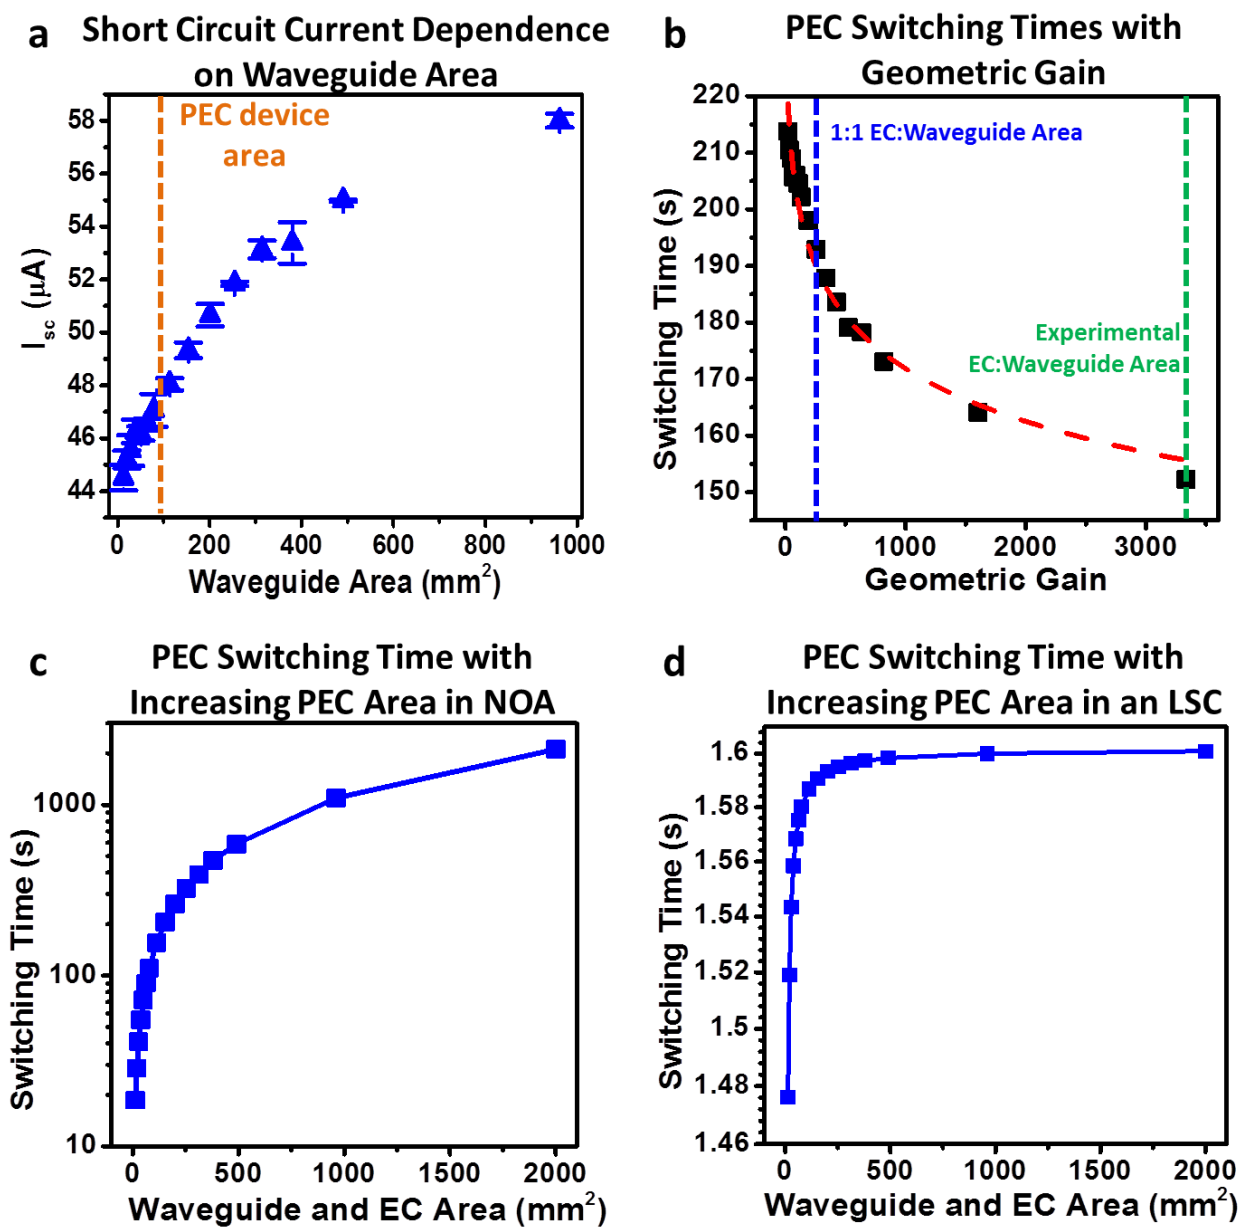 a
Short Circuit Current Dependence
on Waveguide Area
PEC device
area
58
56
54
52
50
48
46
44
I_sc (μA)
0 200 400 600 800 1000
Waveguide Area (mm²)
b
PEC Switching Times with
Geometric Gain
220
210
200
190
180
170
160
150
Switching Time (s)
1:1 EC:Waveguide Area
Experimental
EC:Waveguide Area
0 1000 2000 3000
Geometric Gain
c
PEC Switching Time with
Increasing PEC Area in NOA
1000
100
10
Switching Time (s)
0 500 1000 1500 2000
Waveguide and EC Area (mm²)
d
PEC Switching Time with
Increasing PEC Area in an LSC
1.6
1.58
1.56
1.54
1.52
1.5
1.48
1.46
Switching Time (s)
0 500 1000 1500 2000
Waveguide and EC Area (mm²)